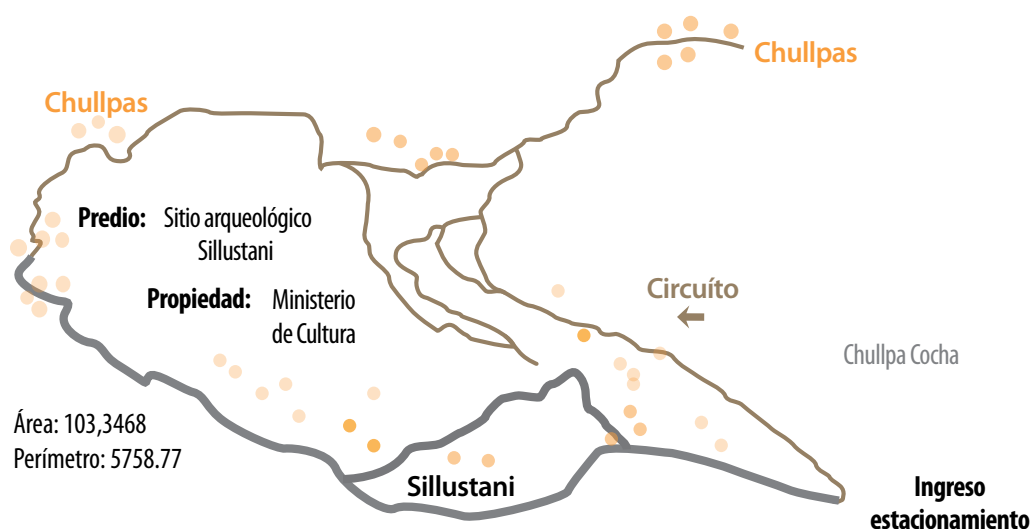 Chullpas
Chullpas
Predio: Sitio arqueológico
Sillustani
Propiedad: Ministerio
de Cultura
Circuíto
Chullpa Cocha
Área: 103,3468
Perímetro: 5758.77
Sillustani
Ingreso
estacionamiento